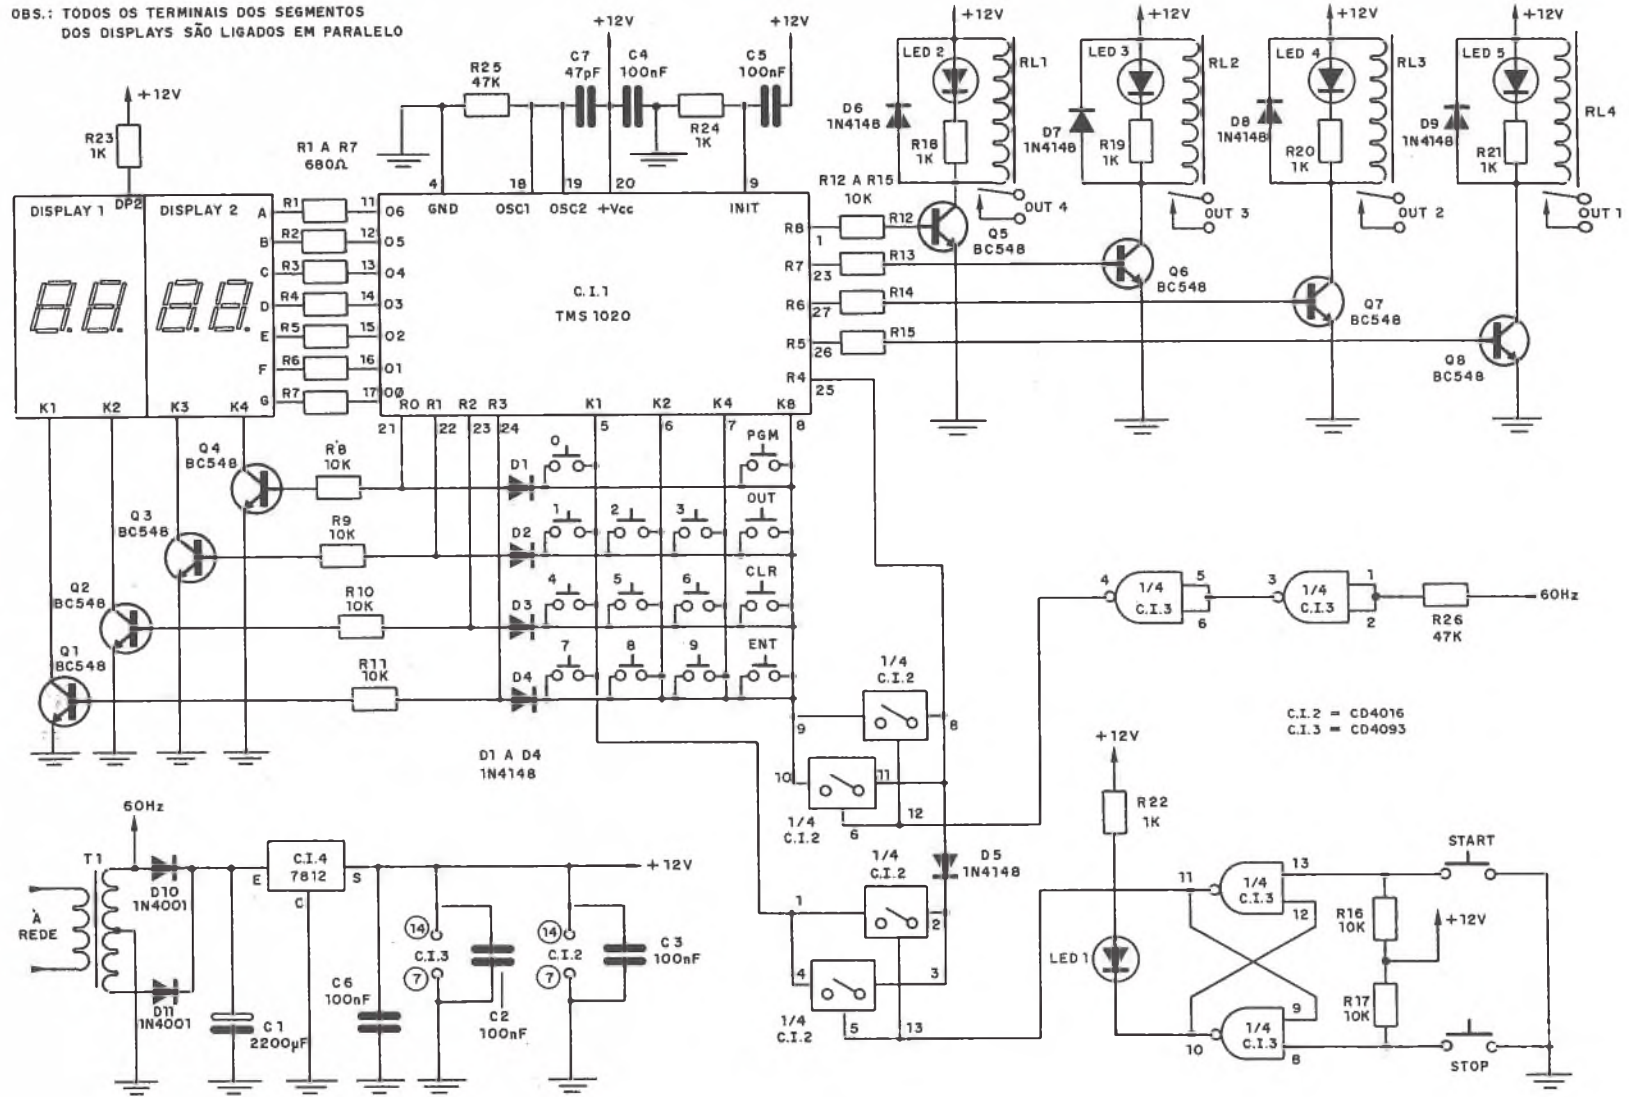 OBS.: TODOS OS TERMINAIS DOS SEGMENTOS
DOS DISPLAYS SÃO LIGADOS EM PARALELO
+12V
R23
1K
R1 A R7
680Ω
R25
47K
C7
47pF
+12V
C4
100nF
R24
1K
C5
100nF
+12V
+12V
LED 2
RL1
D6
1N4148
R18
1K
OUT 4
+12V
LED 3
RL2
D7
1N4148
R19
1K
OUT 3
+12V
LED 4
RL3
D8
1N4148
R20
1K
OUT 2
+12V
LED 5
RL4
D9
1N4148
R21
1K
OUT 1
DISPLAY 1
DP2
DISPLAY 2
A
B
C
D
E
F
G
R1
R2
R3
R4
R5
R6
R7
11
12
13
14
15
16
17
O6
O5
O4
O3
O2
O1
OØ
4
18
19
20
9
GND
OSC1
OSC2
+Vcc
INIT
C.I.1
TMS 1020
R8
1
R7
23
R6
27
R5
26
R4
25
R12 A R15
10K
R12
R13
R14
R15
Q5
BC548
Q6
BC548
Q7
BC548
Q8
BC548
K1
K2
K3
K4
R0
R1
R2
R3
K1
K2
K4
K8
21
22
23
24
5
6
7
8
Q4
BC548
R8
10K
D1
0
PGM
Q3
BC548
R9
10K
D2
1
2
3
OUT
Q2
BC548
R10
10K
D3
4
5
6
CLR
Q1
BC548
R11
10K
D4
7
8
9
ENT
D1 A D4
1N4148
1/4
C.I.2
9
8
10
11
1/4
C.I.2
6
12
D5
1N4148
1/4
C.I.2
1
2
4
3
1/4
C.I.2
5
13
4
1/4
C.I.3
5
6
3
1/4
C.I.3
1
2
R26
47K
60Hz
C.I.2 = CD4016
C.I.3 = CD4093
+12V
R22
1K
LED 1
11
1/4
C.I.3
13
12
10
1/4
C.I.3
9
8
R16
10K
+12V
R17
10K
START
STOP
60Hz
T1
À
REDE
D10
1N4001
D11
1N4001
C1
2200µF
E
C.I.4
7812
S
C
C6
100nF
+12V
14
C.I.3
7
C2
100nF
14
C.I.2
7
C3
100nF